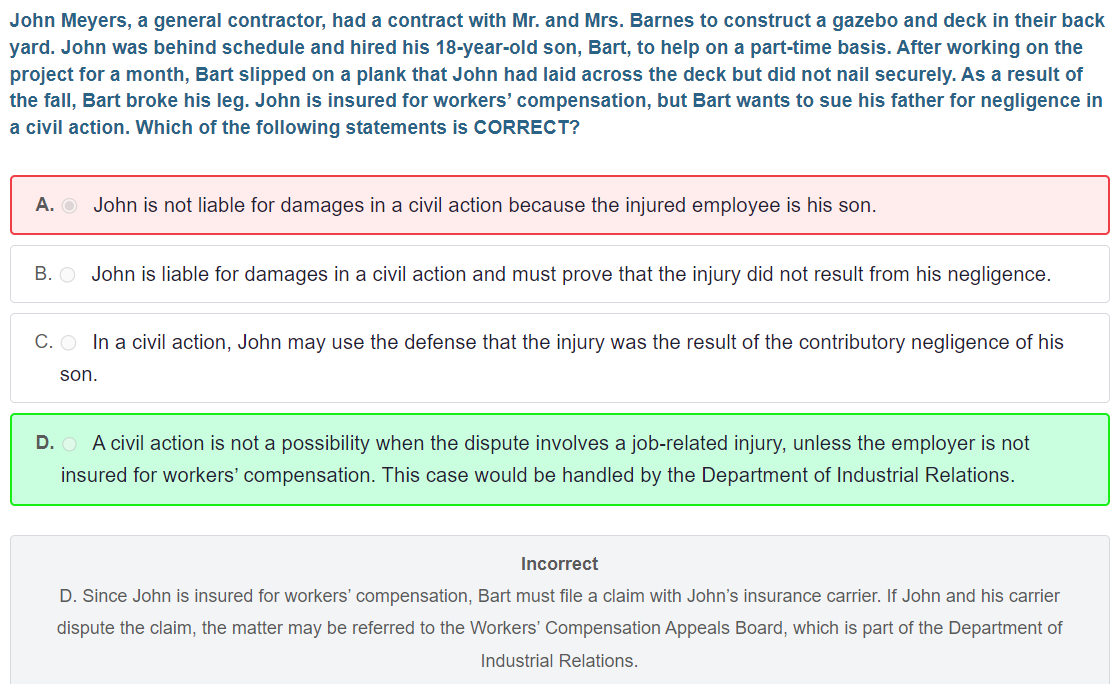 John Meyers, a general contractor, had a contract with Mr. and Mrs. Barnes to construct a gazebo and deck in their back
yard. John was behind schedule and hired his 18-year-old son, Bart, to help on a part-time basis. After working on the
project for a month, Bart slipped on a plank that John had laid across the deck but did not nail securely. As a result of
the fall, Bart broke his leg. John is insured for workers’ compensation, but Bart wants to sue his father for negligence in
a civil action. Which of the following statements is CORRECT?
A. John is not liable for damages in a civil action because the injured employee is his son.
B. John is liable for damages in a civil action and must prove that the injury did not result from his negligence.
C. In a civil action, John may use the defense that the injury was the result of the contributory negligence of his
son.
D. A civil action is not a possibility when the dispute involves a job-related injury, unless the employer is not
insured for workers’ compensation. This case would be handled by the Department of Industrial Relations.
Incorrect
D. Since John is insured for workers’ compensation, Bart must file a claim with John’s insurance carrier. If John and his carrier
dispute the claim, the matter may be referred to the Workers’ Compensation Appeals Board, which is part of the Department of
Industrial Relations.